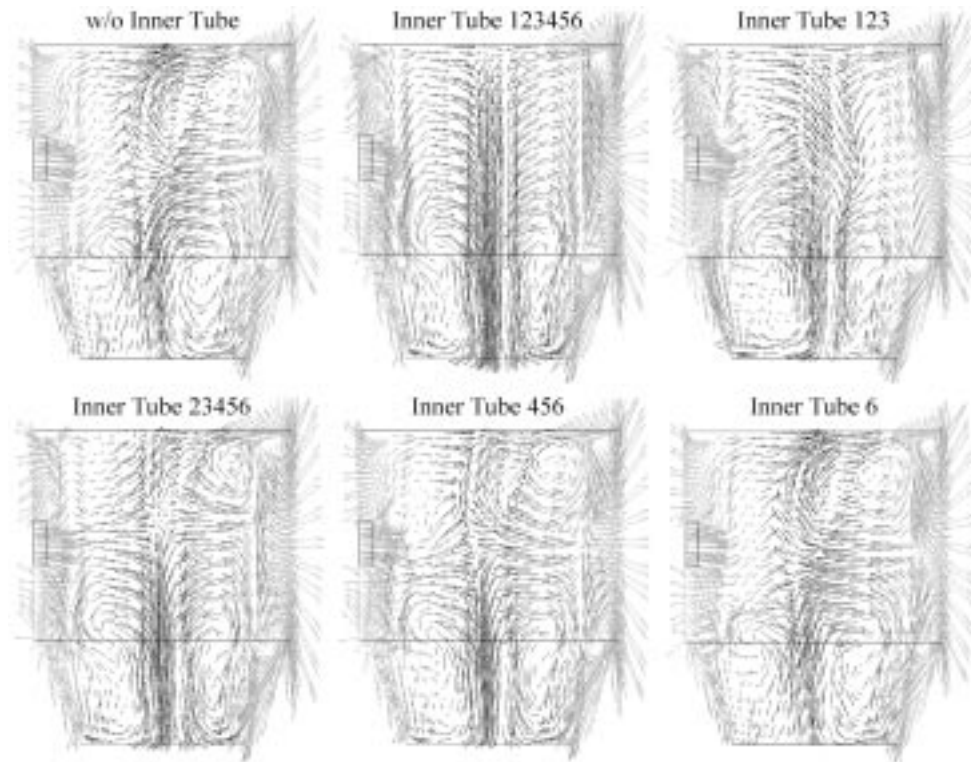 w/o Inner Tube
Inner Tube 123456
Inner Tube 123
Inner Tube 23456
Inner Tube 456
Inner Tube 6